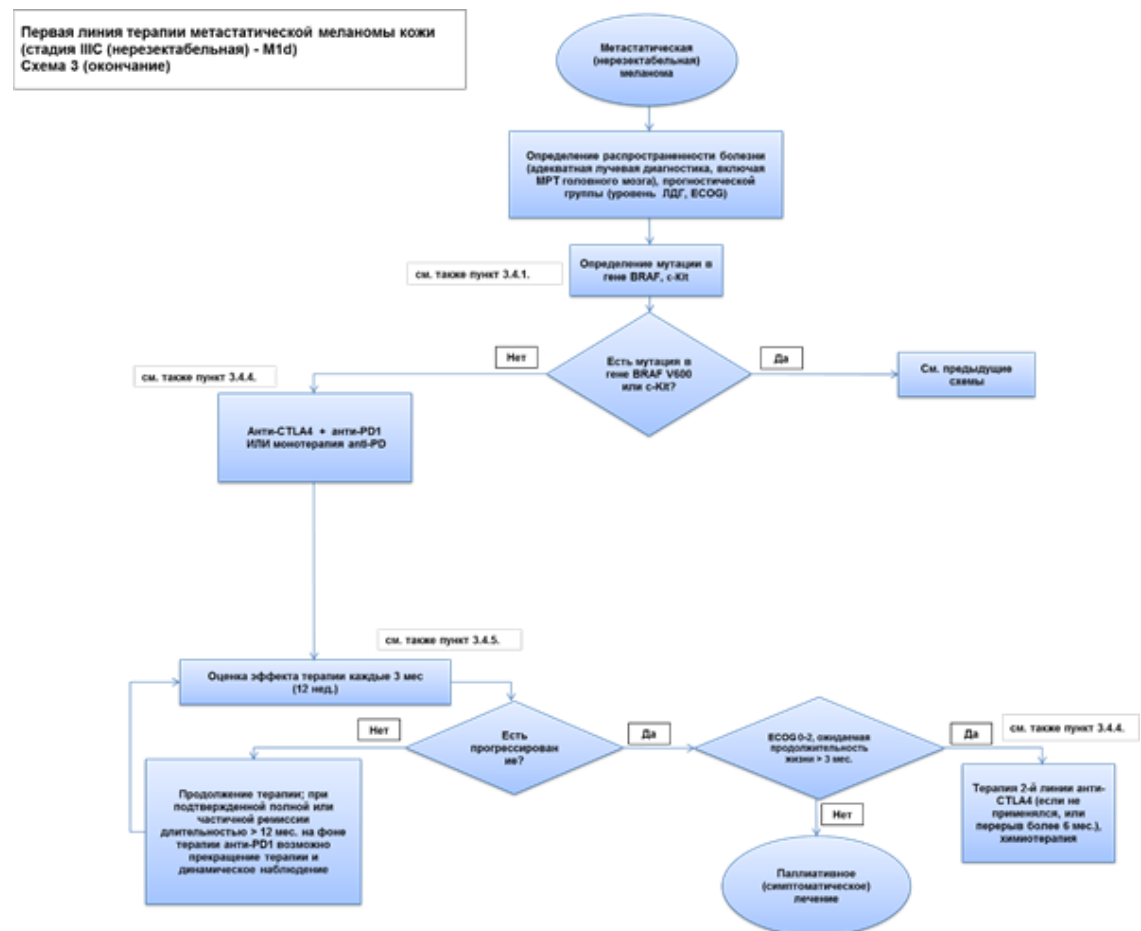 Первая линия терапии метастатической меланомы кожи
(стадия IIIC (нерезектабельная) - M1d)
Схема 3 (окончание)
Метастатическая
(нерезектабельная)
меланома
Определение распространенности болезни
(адекватная лучевая диагностика, включая
МРТ головного мозга), прогностической
группы (уровень ЛДГ, ECOG)
см. также пункт 3.4.1.
Определение мутации в
гене BRAF, c-Kit
Нет
Есть мутация в
гене BRAF V600
или c-Kit?
Да
См. предыдущие
схемы
см. также пункт 3.4.4.
Анти-CTLA4 + анти-PD1
ИЛИ монотерапия anti-PD
см. также пункт 3.4.5.
Оценка эффекта терапии каждые 3 мес
(12 нед.)
Нет
Есть
прогрессирован
ие?
Да
ECOG 0-2, ожидаемая
продолжительность
жизни > 3 мес.
Да
см. также пункт 3.4.4.
Продолжение терапии; при
подтвержденной полной или
частичной ремиссии
длительностью > 12 мес. на фоне
терапии анти-PD1 возможно
прекращение терапии и
динамическое наблюдение
Нет
Терапия 2-й линии анти-
CTLA4 (если не
применялся, или
перерыв более 6 мес.),
химиотерапия
Паллиативное
(симптоматическое)
лечение